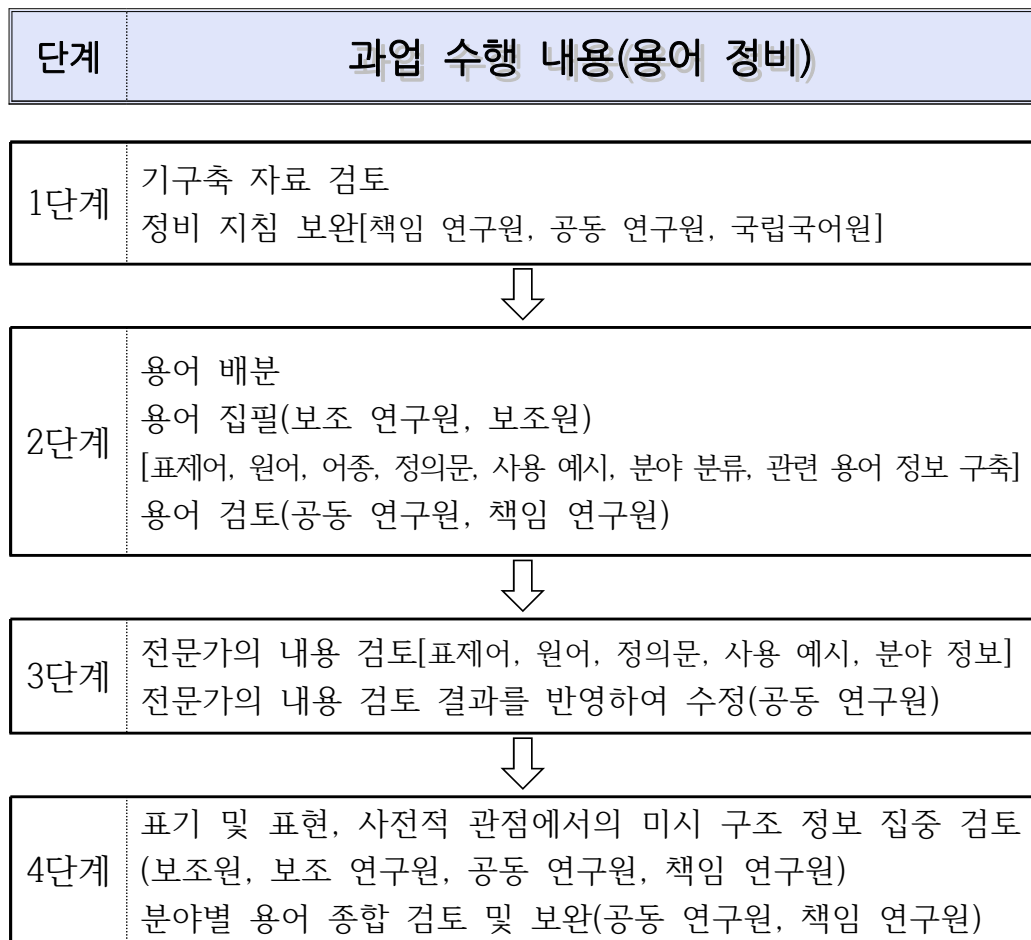 단계
과업 수행 내용(용어 정비)
1단계
기구축 자료 검토
정비 지침 보완[책임 연구원, 공동 연구원, 국립국어원]
2단계
용어 배분
용어 집필(보조 연구원, 보조원)
[표제어, 원어, 어종, 정의문, 사용 예시, 분야 분류, 관련 용어 정보 구축]
용어 검토(공동 연구원, 책임 연구원)
3단계
전문가의 내용 검토[표제어, 원어, 정의문, 사용 예시, 분야 정보]
전문가의 내용 검토 결과를 반영하여 수정(공동 연구원)
4단계
표기 및 표현, 사전적 관점에서의 미시 구조 정보 집중 검토
(보조원, 보조 연구원, 공동 연구원, 책임 연구원)
분야별 용어 종합 검토 및 보완(공동 연구원, 책임 연구원)